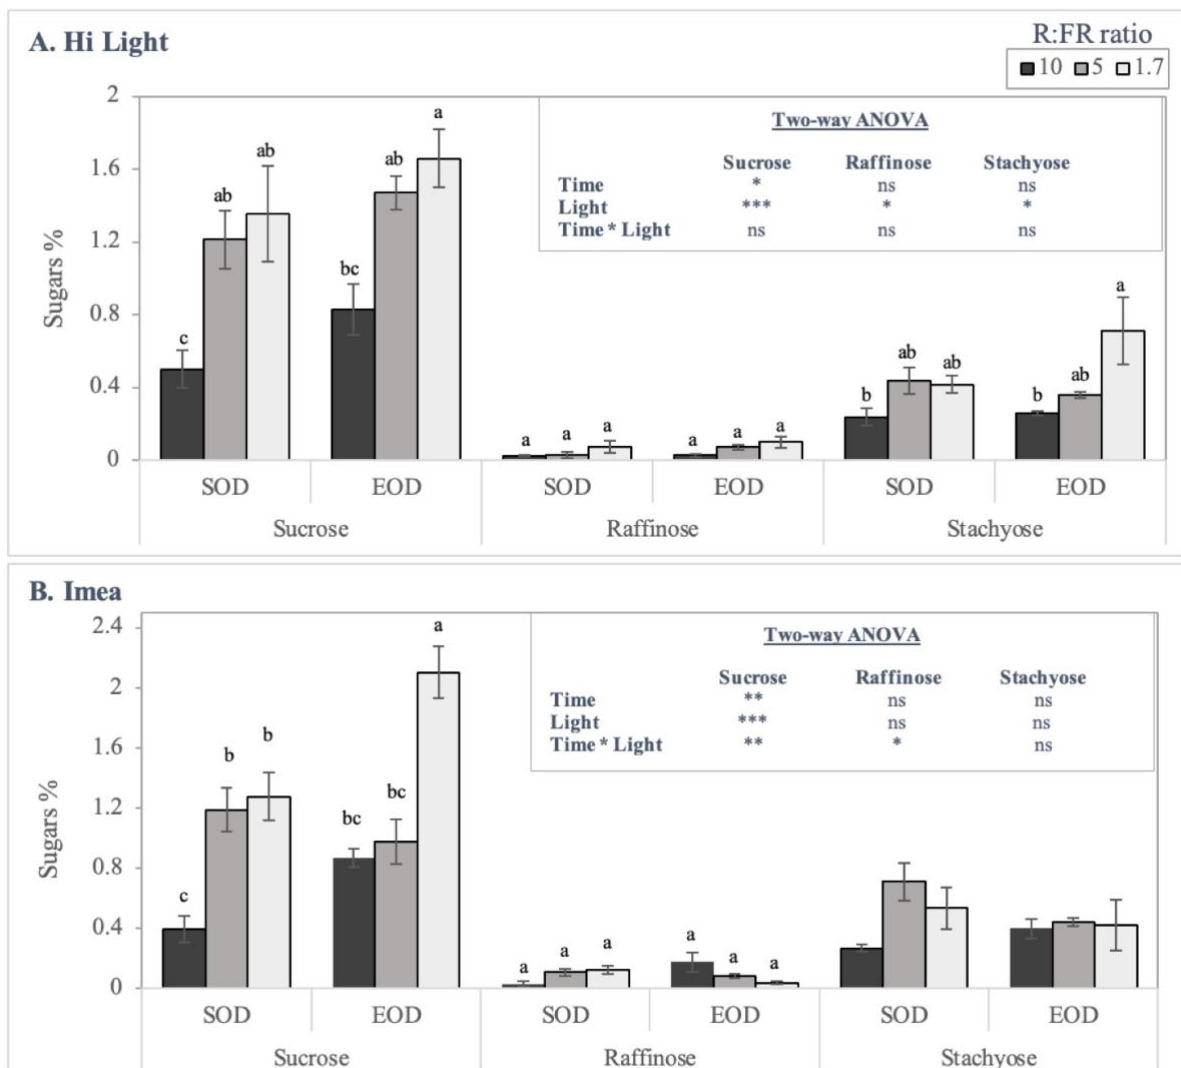 A. Hi Light
R:FR ratio
10 5 1.7
2
1.6
1.2
0.8
0.4
0
Sugars %
Two-way ANOVA
Sucrose Raffinose Stachyose
Time * ns ns
Light *** * *
Time * Light ns ns ns
c ab ab bc ab a a a a a a a b ab ab b ab a
SOD EOD SOD EOD SOD EOD
Sucrose Raffinose Stachyose
B. Imea
2.4
2
1.6
1.2
0.8
0.4
0
Sugars %
Two-way ANOVA
Sucrose Raffinose Stachyose
Time ** ns ns
Light *** ns ns
Time * Light ** * ns
c b b bc bc a a a a a a a
SOD EOD SOD EOD SOD EOD
Sucrose Raffinose Stachyose